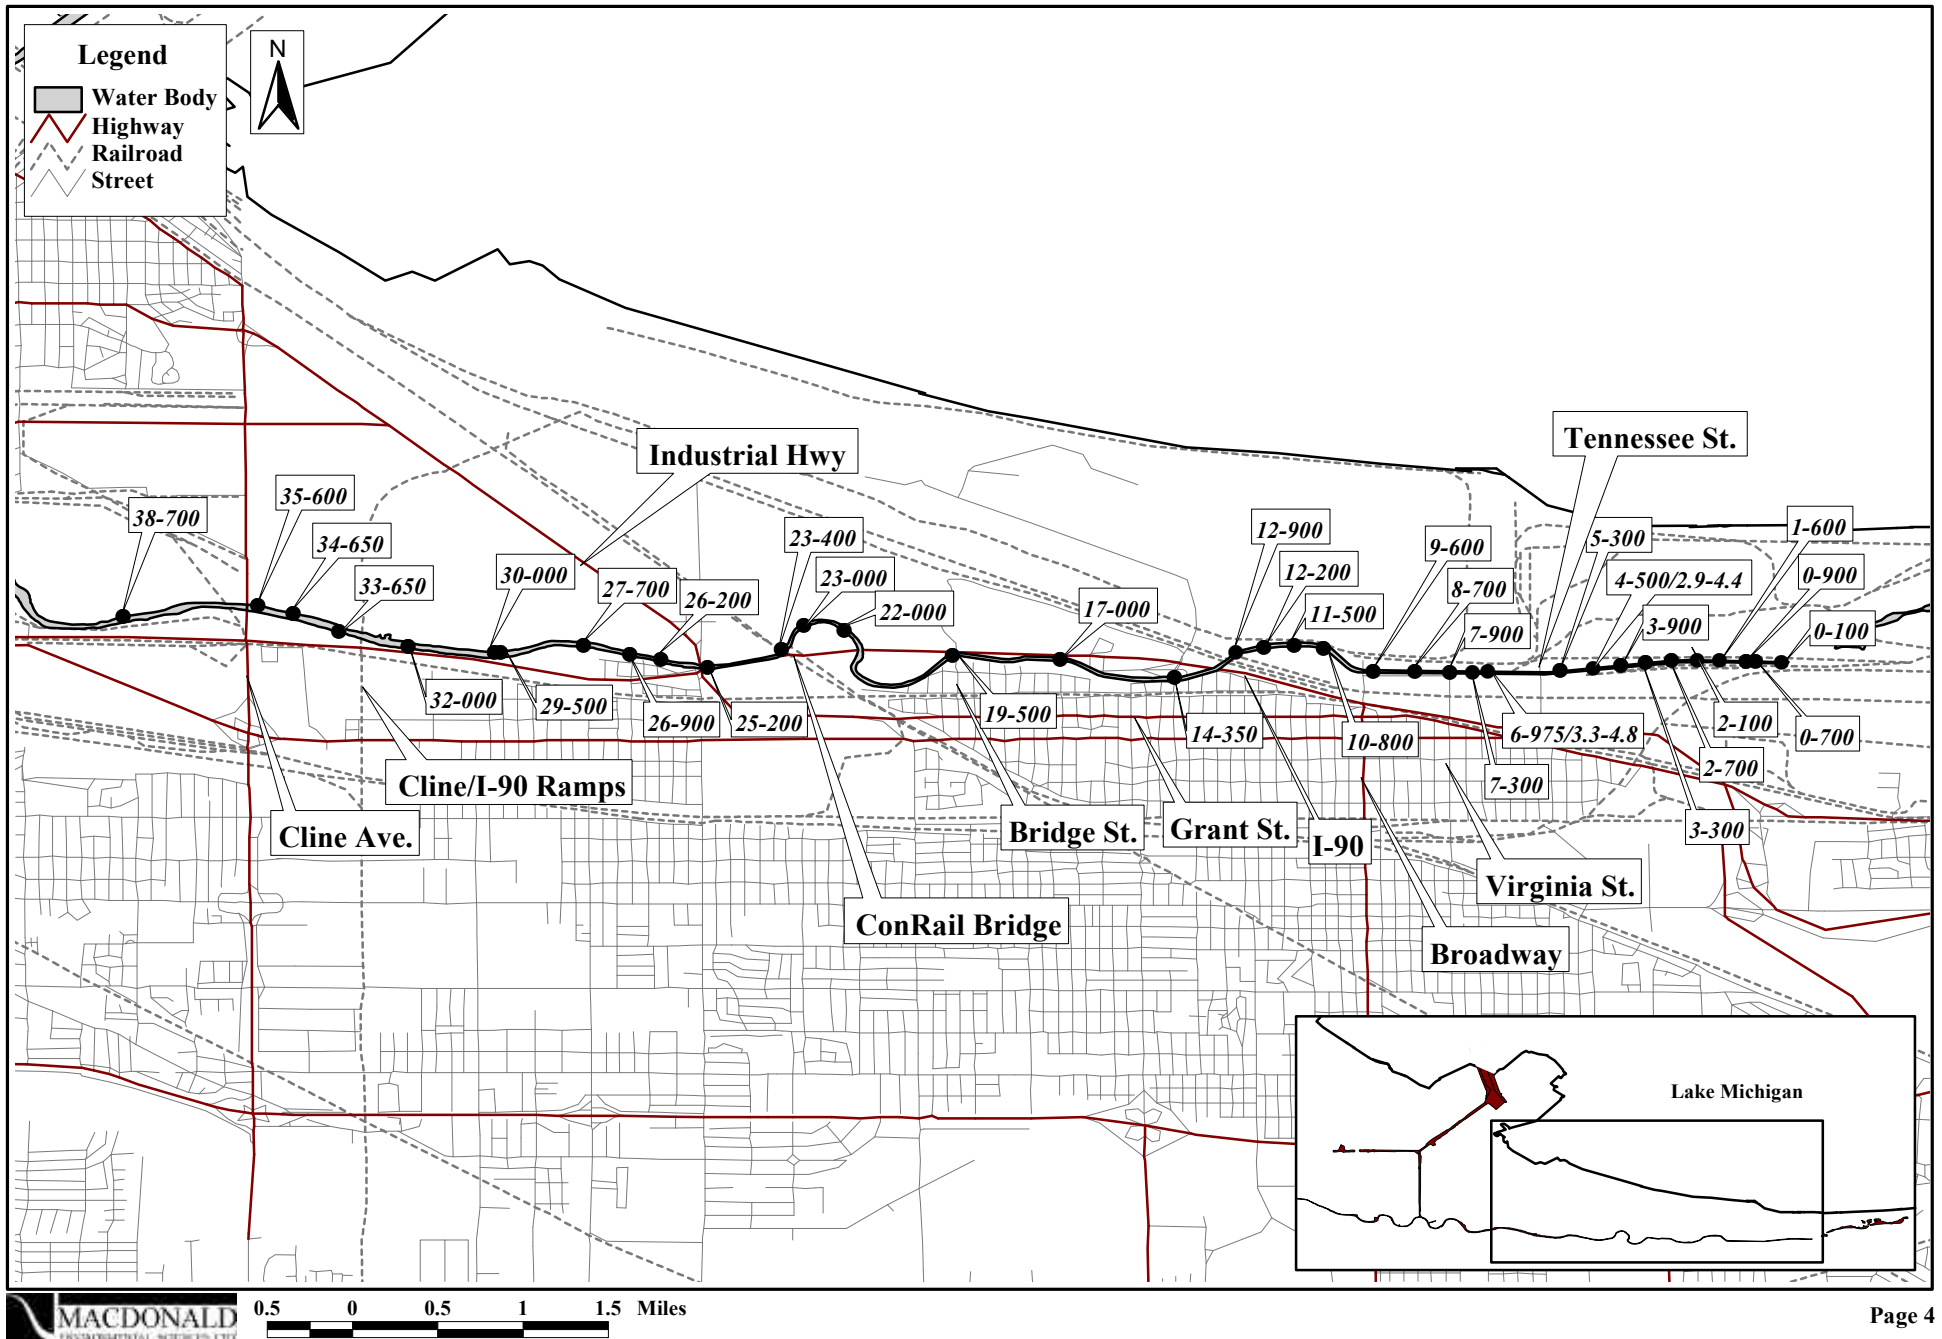 Legend
Water Body
Highway
Railroad
Street
N
Industrial Hwy
Tennessee St.
38-700
35-600
34-650
33-650
30-000
27-700
26-200
23-400
23-000
22-000
17-000
12-900
12-200
11-500
9-600
8-700
7-900
5-300
4-500/2.9-4.4
3-900
1-600
0-900
0-100
32-000
29-500
26-900
25-200
19-500
14-350
10-800
6-975/3.3-4.8
7-300
2-100
0-700
2-700
3-300
Cline/I-90 Ramps
Cline Ave.
Bridge St.
Grant St.
I-90
Virginia St.
ConRail Bridge
Broadway
Lake Michigan
MACDONALD
ENVIRONMENTAL SCIENCES LTD
0.5 0 0.5 1 1.5 Miles
Page 4